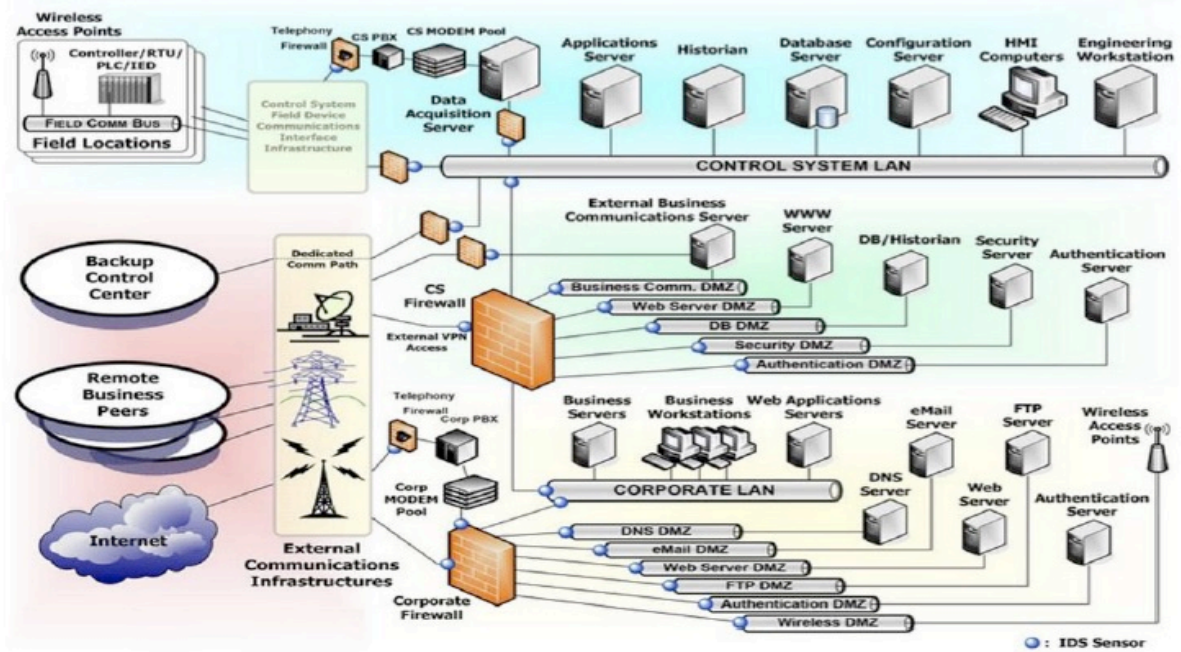 Wireless
Access Points
Controller/RTU/
PLC/IED
FIELD COMM BUS
Field Locations
Telephony
Firewall
CS PBX
CS MODEM Pool
Control System
Field Device
Communications
Interface
Infrastructure
Data
Acquisition
Server
Applications
Server
Historian
Database
Server
Configuration
Server
HMI
Computers
Engineering
Workstation
CONTROL SYSTEM LAN
Backup
Control
Center
Dedicated
Comm Path
External Business
Communications Server
WWW
Server
DB/Historian
Security
Server
Authentication
Server
CS
Firewall
External VPN
Access
Business Comm. DMZ
Web Server DMZ
DB DMZ
Security DMZ
Authentication DMZ
Remote
Business
Peers
Telephony
Firewall
Corp PBX
Corp
MODEM
Pool
Business
Servers
Business
Workstations
Web Applications
Servers
eMail
Server
FTP
Server
Wireless
Access
Points
CORPORATE LAN
DNS
Server
Web
Server
Authentication
Server
Internet
External
Communications
Infrastructures
Corporate
Firewall
DNS DMZ
eMail DMZ
Web Server DMZ
FTP DMZ
Authentication DMZ
Wireless DMZ
: IDS Sensor